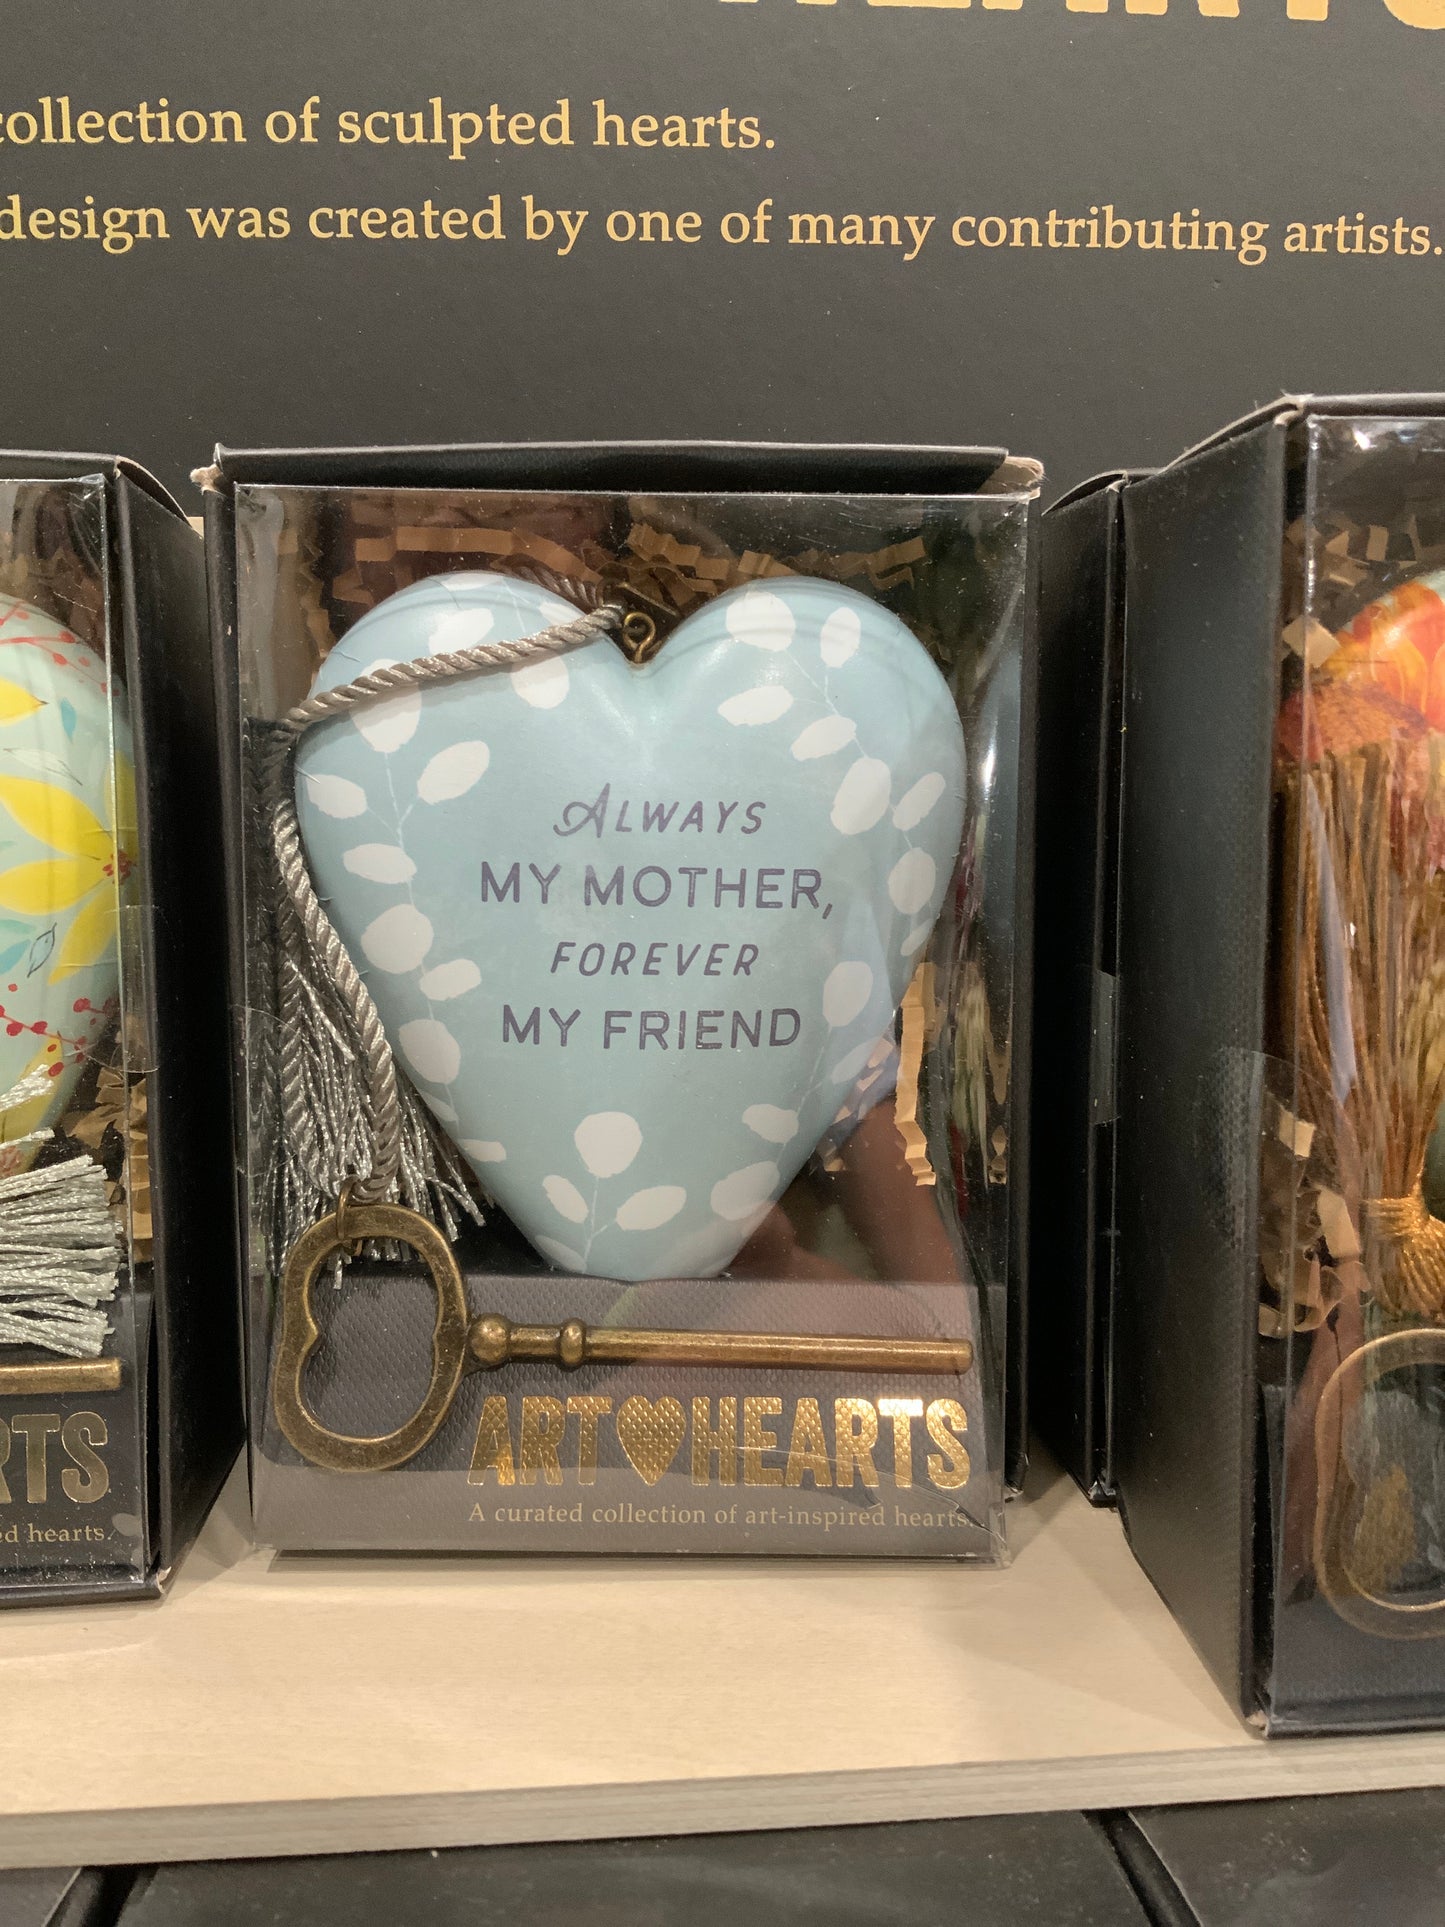 collection of sculpted hearts.
design was created by one of many contributing artists.
ALWAYS
MY MOTHER,
FOREVER
MY FRIEND
ART HEARTS
A curated collection of art-inspired hearts.
hearts.